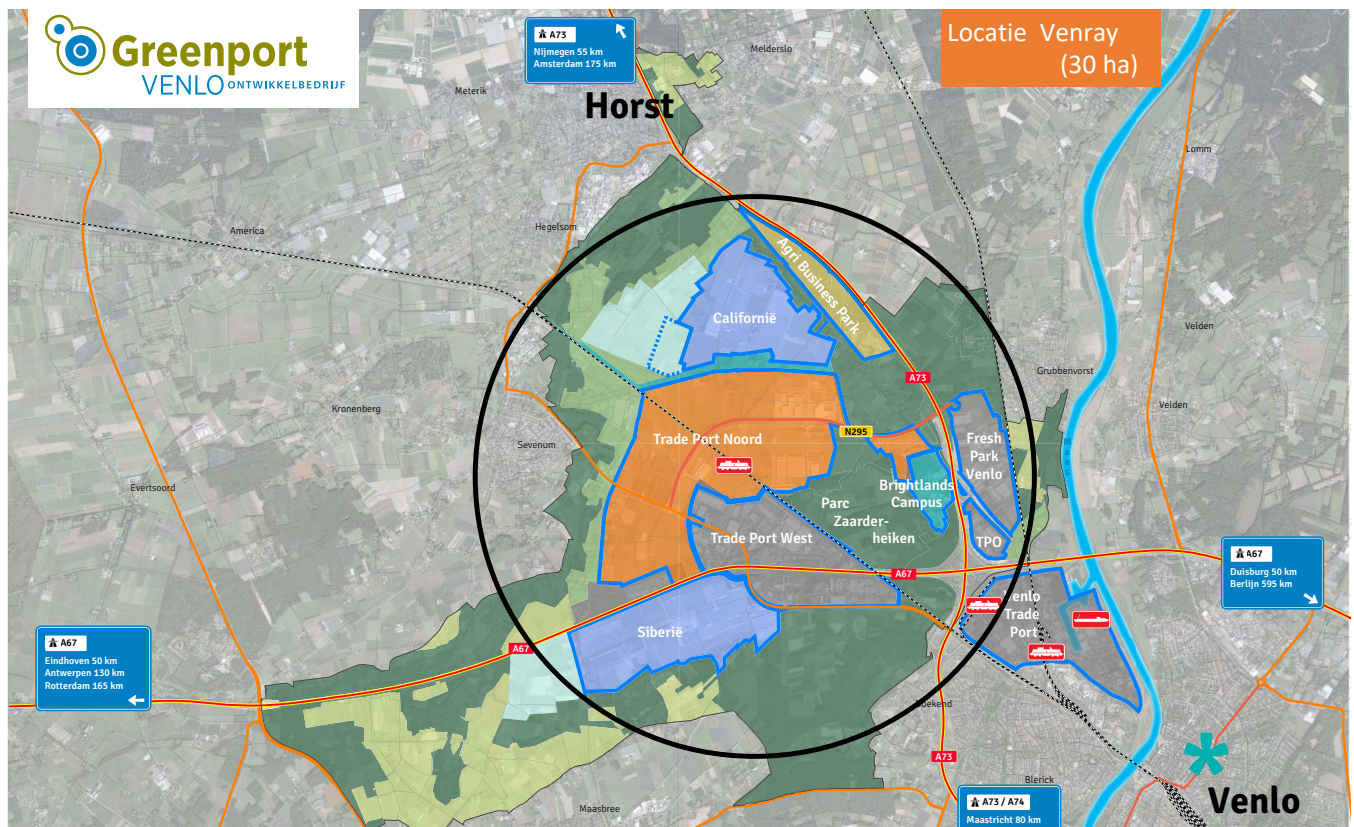 Greenport
VENLO ONTWIKKELBEDRIJF
A73
Nijmegen 55 km
Amsterdam 175 km
Locatie Venray
(30 ha)
Melderslo
Meterik
Horst
Lomm
America
Hegelsom
Agri Business Park
Californië
Velden
Grubbenvorst
A73
Kronenberg
Velden
Sevenum
Trade Port Noord
N295
Fresh
Park
Venlo
Maas
Evertsoord
Brightlands
Campus
Parc
Zaarder-
heiken
Trade Port West
TPO
A67
A67
Duisburg 50 km
Berlijn 595 km
Venlo
Trade
Port
Siberië
A67
A67
Eindhoven 50 km
Antwerpen 130 km
Rotterdam 165 km
Boekend
A73
Blerick
Maasbree
A73 / A74
Maastricht 80 km
Venlo